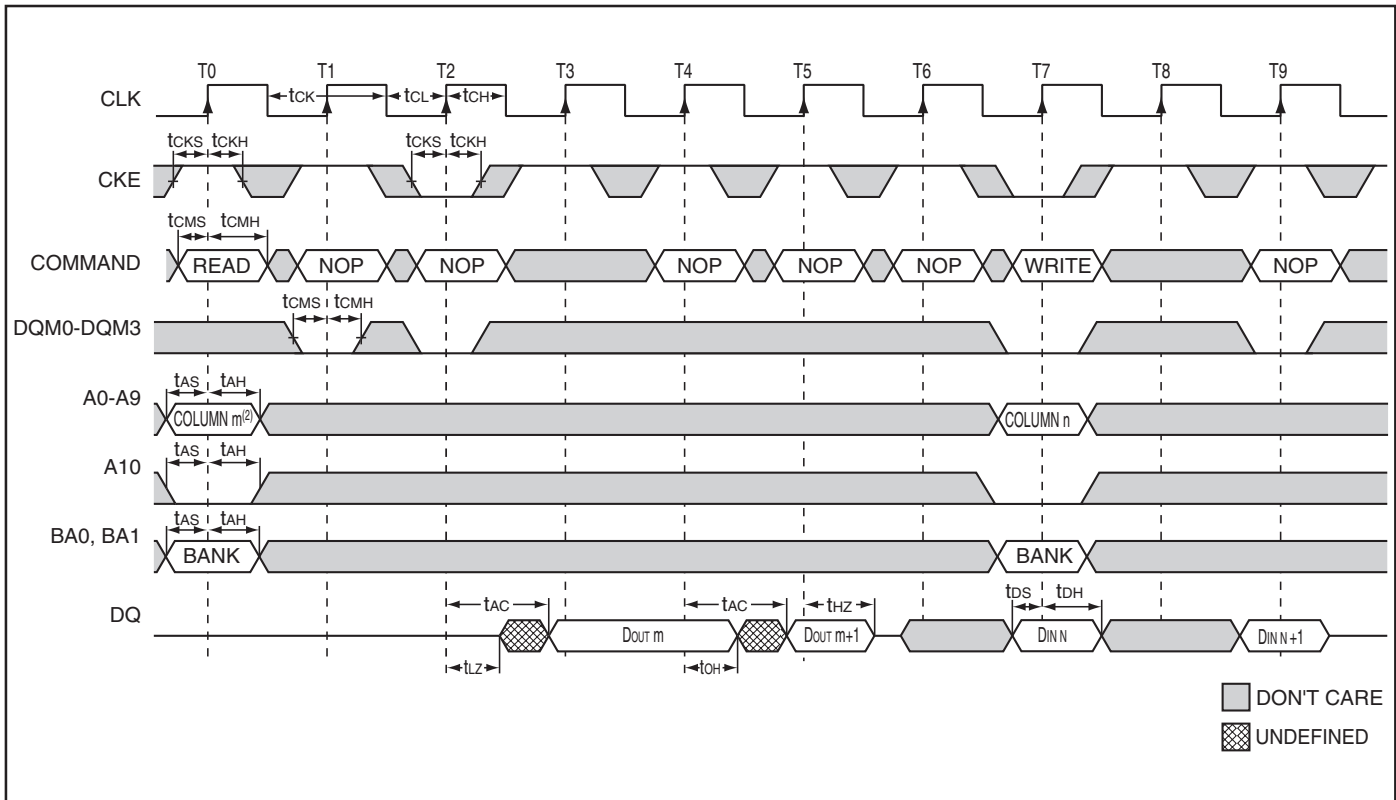 T0 T1 T2 T3 T4 T5 T6 T7 T8 T9
CLK tCK tCL tCH
tCKS tCKH tCKS tCKH
CKE
tCMS tCMH
COMMAND READ NOP NOP NOP NOP NOP WRITE NOP
tCMS tCMH
DQM0-DQM3
tAS tAH
A0-A9 COLUMN m(2) COLUMN n
tAS tAH
A10
tAS tAH
BA0, BA1 BANK BANK
tAC tAC tHZ tDS tDH
DQ DOUT m DOUT m+1 DIN N DIN N+1
tLZ tOH
DON'T CARE
UNDEFINED